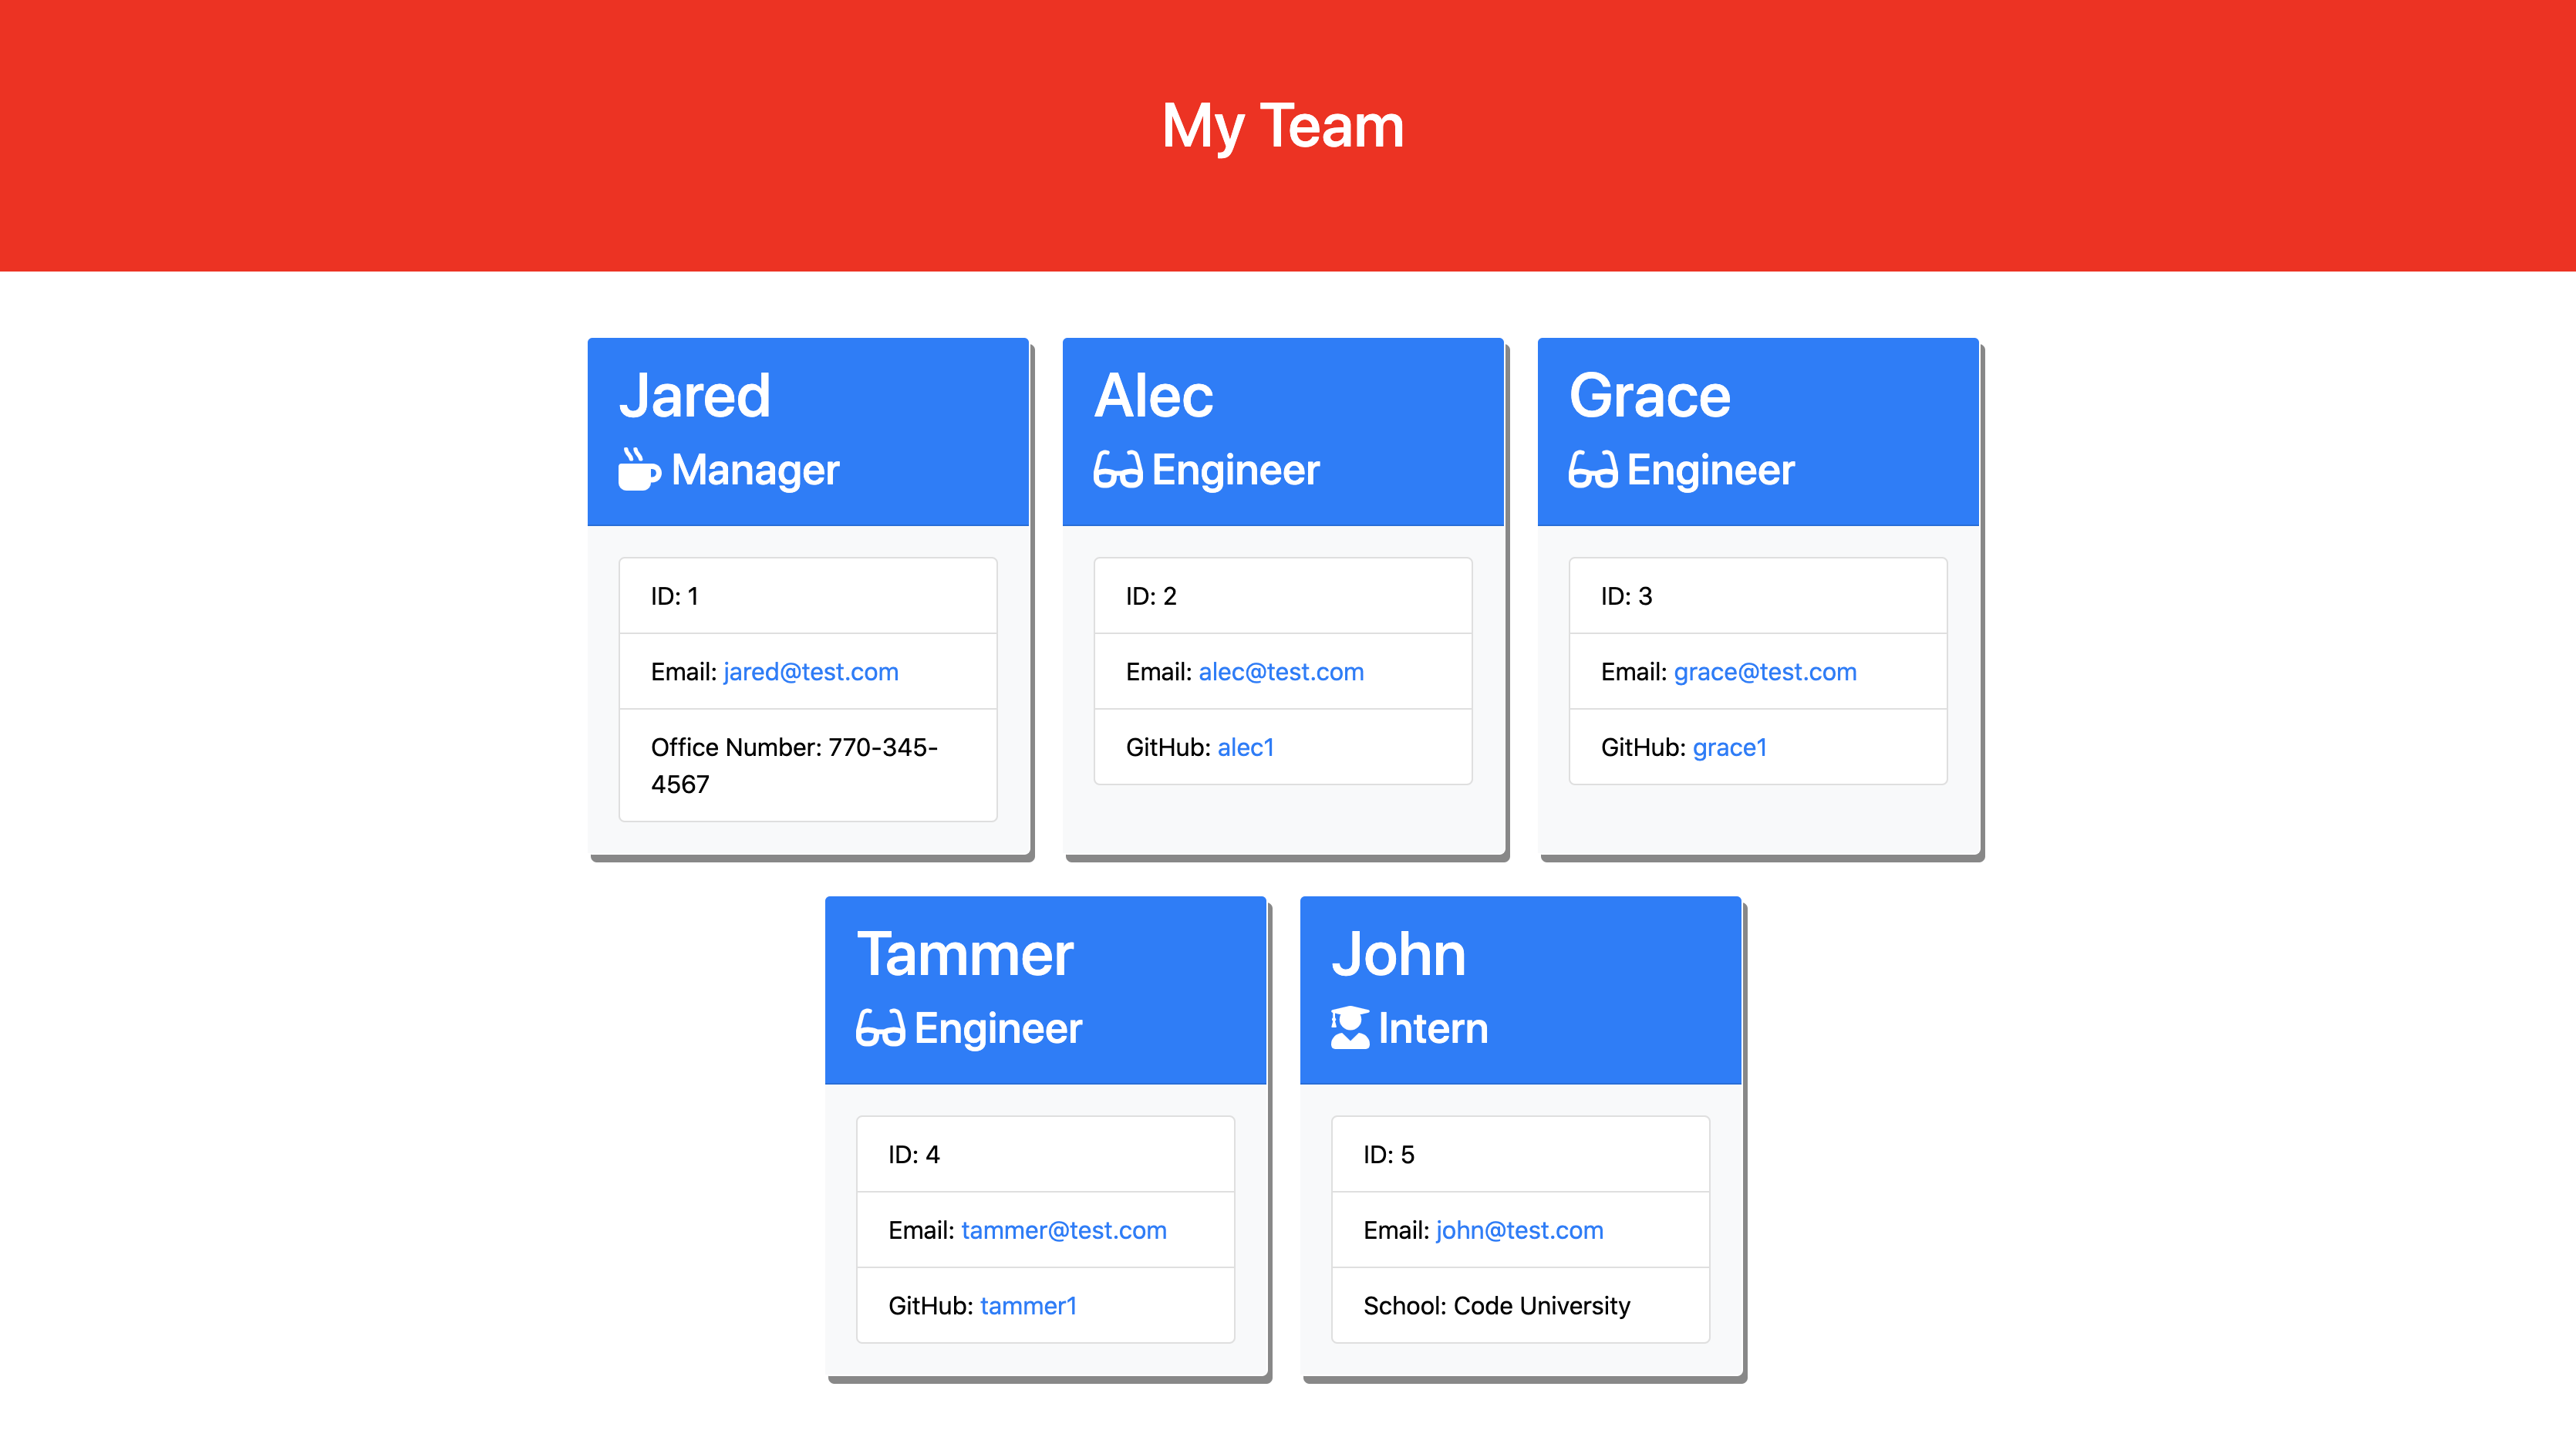 My Team
Jared
Manager
ID: 1
Email: jared@test.com
Office Number: 770-345-
4567
Alec
Engineer
ID: 2
Email: alec@test.com
GitHub: alec1
Grace
Engineer
ID: 3
Email: grace@test.com
GitHub: grace1
Tammer
Engineer
ID: 4
Email: tammer@test.com
GitHub: tammer1
John
Intern
ID: 5
Email: john@test.com
School: Code University